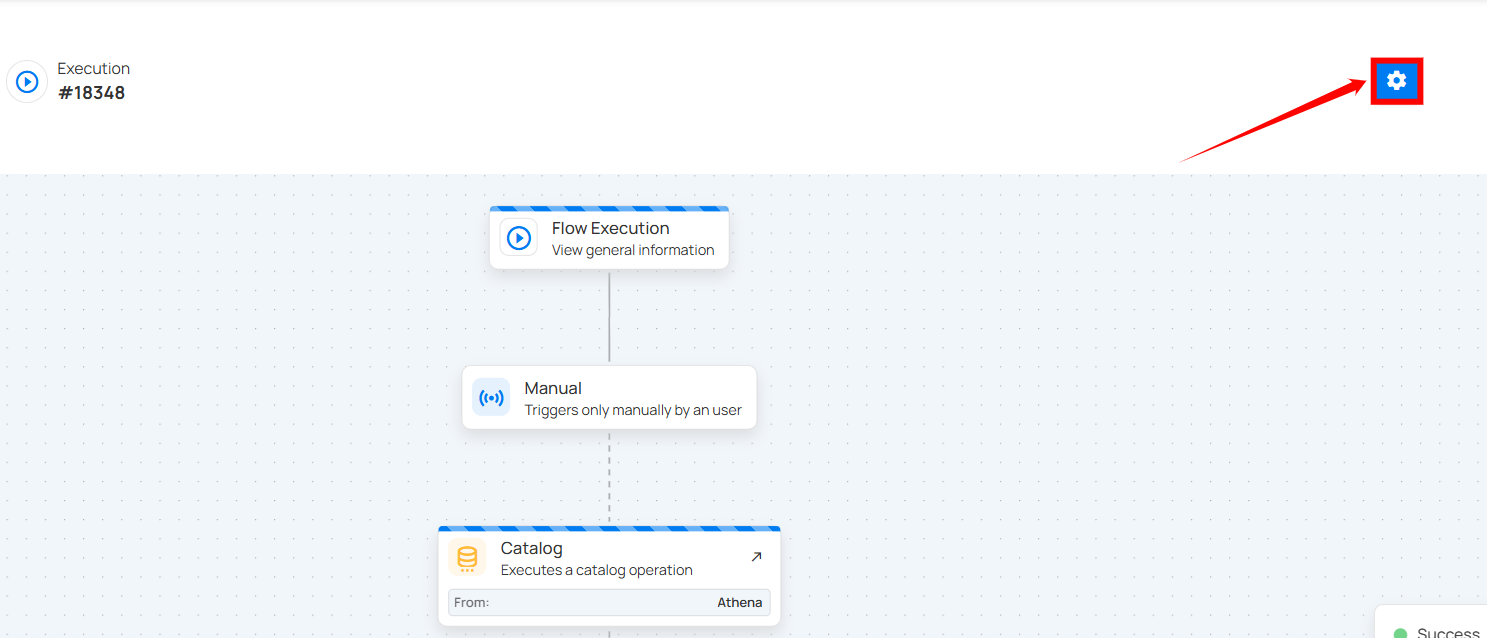 Execution
#18348
Flow Execution
View general information
Manual
Triggers only manually by an user
Catalog
Executes a catalog operation
From: Athena
Success